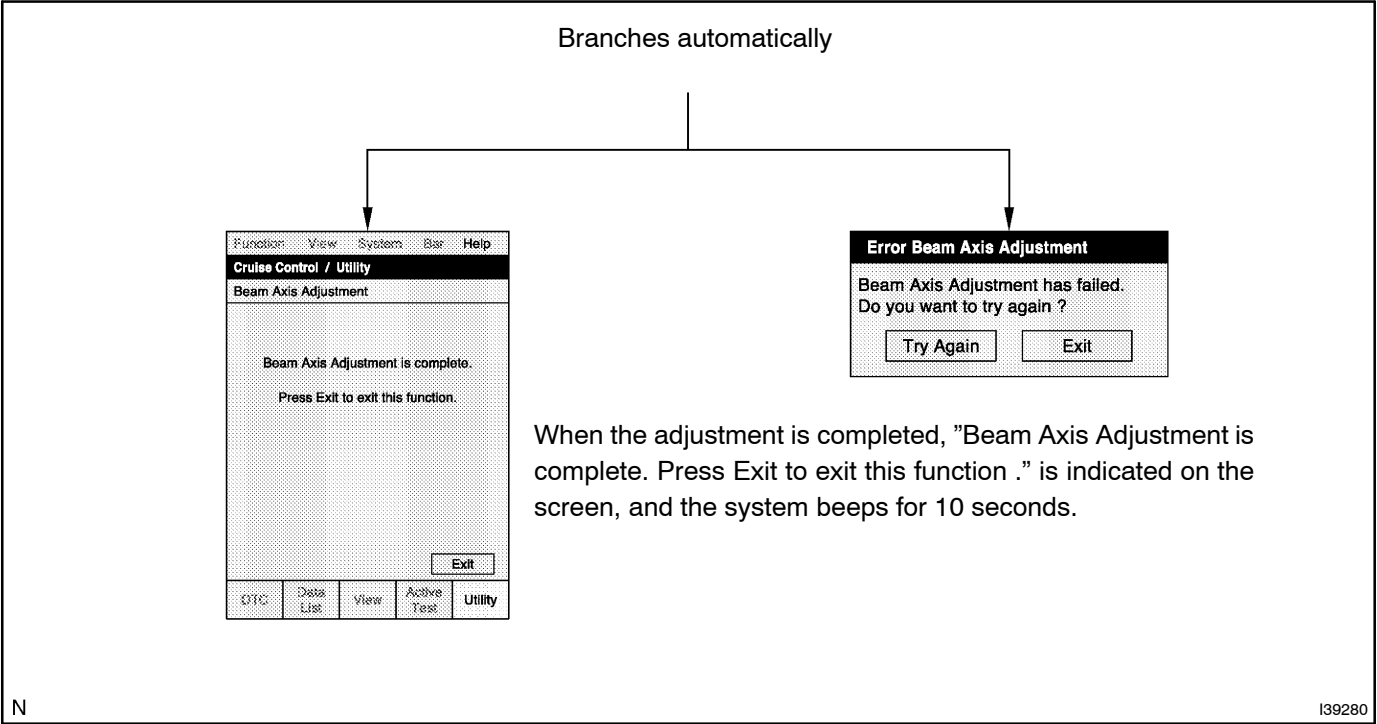 Branches automatically
Function View System Bar Help
Cruise Control / Utility
Beam Axis Adjustment
Beam Axis Adjustment is complete.
Press Exit to exit this function.
Exit
DTC Data List View Active Test Utility
Error Beam Axis Adjustment
Beam Axis Adjustment has failed.
Do you want to try again ?
Try Again Exit
When the adjustment is completed, ”Beam Axis Adjustment is
complete. Press Exit to exit this function .” is indicated on the
screen, and the system beeps for 10 seconds.
N
I39280